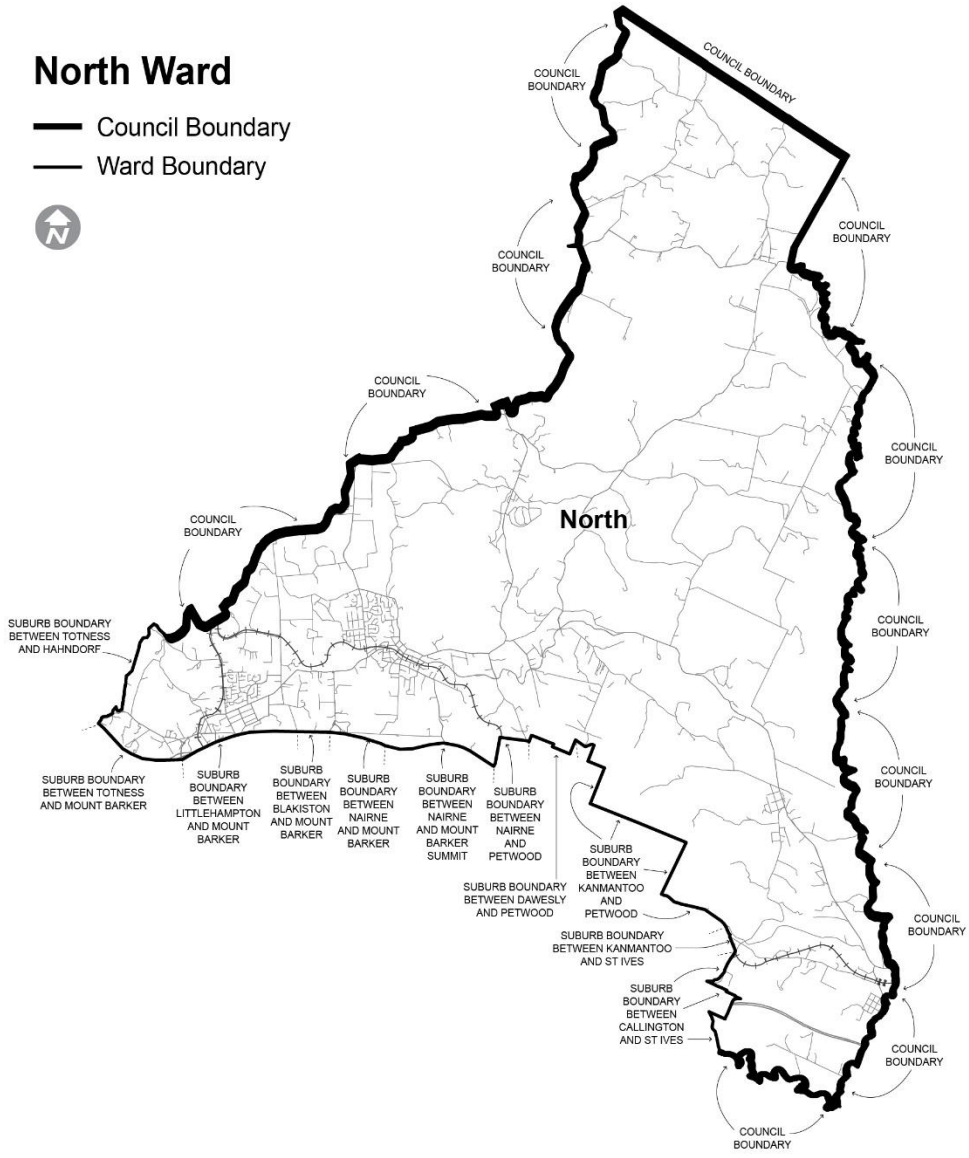 North Ward
Council Boundary
Ward Boundary
N
COUNCIL
BOUNDARY
COUNCIL BOUNDARY
COUNCIL
BOUNDARY
COUNCIL
BOUNDARY
COUNCIL
BOUNDARY
COUNCIL
BOUNDARY
COUNCIL
BOUNDARY
North
COUNCIL
BOUNDARY
SUBURB BOUNDARY
BETWEEN TOTNESS
AND HAHNDORF
COUNCIL
BOUNDARY
SUBURB BOUNDARY
BETWEEN TOTNESS
AND MOUNT BARKER
SUBURB
BOUNDARY
BETWEEN
LITTLEHAMPTON
AND MOUNT
BARKER
SUBURB
BOUNDARY
BETWEEN
BLAKISTON
AND MOUNT
BARKER
SUBURB
BOUNDARY
BETWEEN
NAIRNE
AND MOUNT
BARKER
SUBURB
BOUNDARY
BETWEEN
NAIRNE
AND MOUNT
BARKER
SUMMIT
SUBURB
BOUNDARY
BETWEEN
NAIRNE
AND
PETWOOD
SUBURB BOUNDARY
BETWEEN DAWESLY
AND PETWOOD
SUBURB
BOUNDARY
BETWEEN
KANMANTOO
AND
PETWOOD
SUBURB BOUNDARY
BETWEEN KANMANTOO
AND ST IVES
COUNCIL
BOUNDARY
SUBURB
BOUNDARY
BETWEEN
CALLINGTON
AND ST IVES
COUNCIL
BOUNDARY
COUNCIL
BOUNDARY